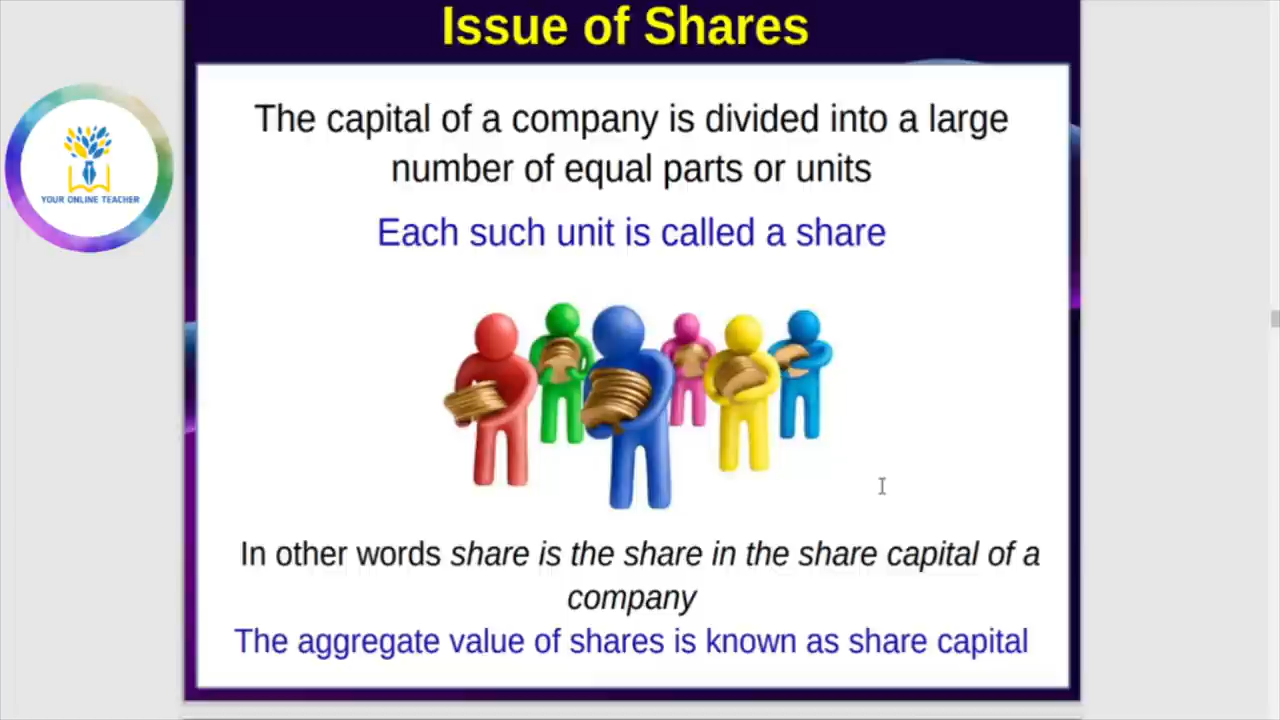 Issue of Shares
The capital of a company is divided into a large
number of equal parts or units
YOUR ONLINE TEACHER
Each such unit is called a share
In other words share is the share in the share capital of a
company
The aggregate value of shares is known as share capital